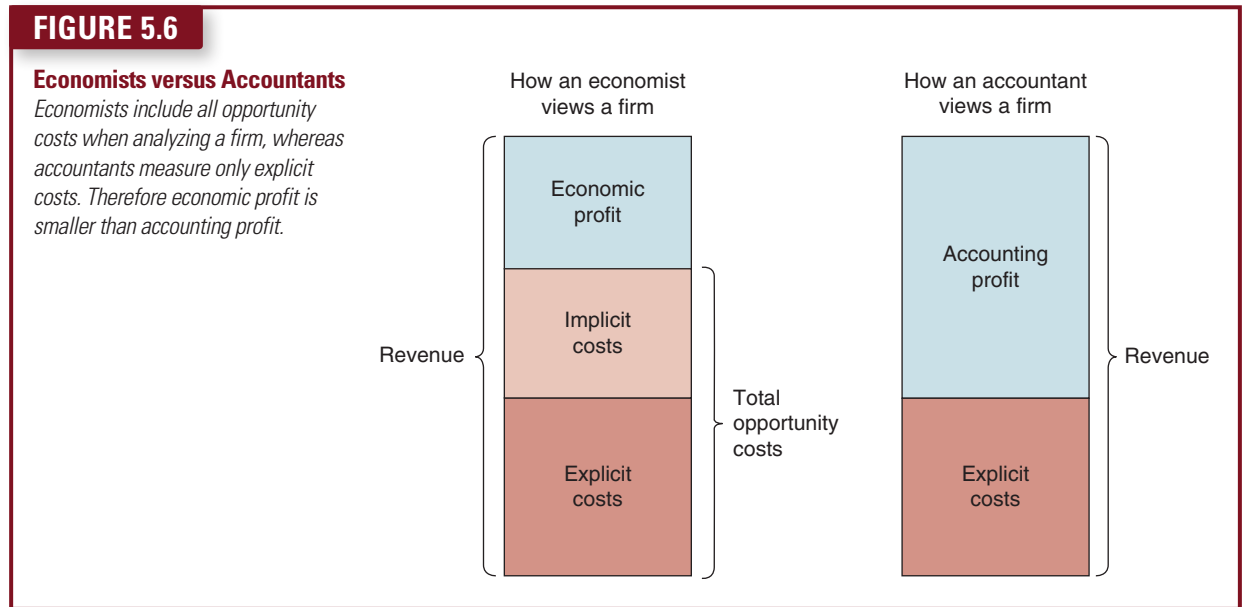 FIGURE 5.6
Economists versus Accountants
Economists include all opportunity
costs when analyzing a firm, whereas
accountants measure only explicit
costs. Therefore economic profit is
smaller than accounting profit.
How an economist
views a firm
Revenue
Economic
profit
Implicit
costs
Explicit
costs
Total
opportunity
costs
How an accountant
views a firm
Accounting
profit
Explicit
costs
Revenue